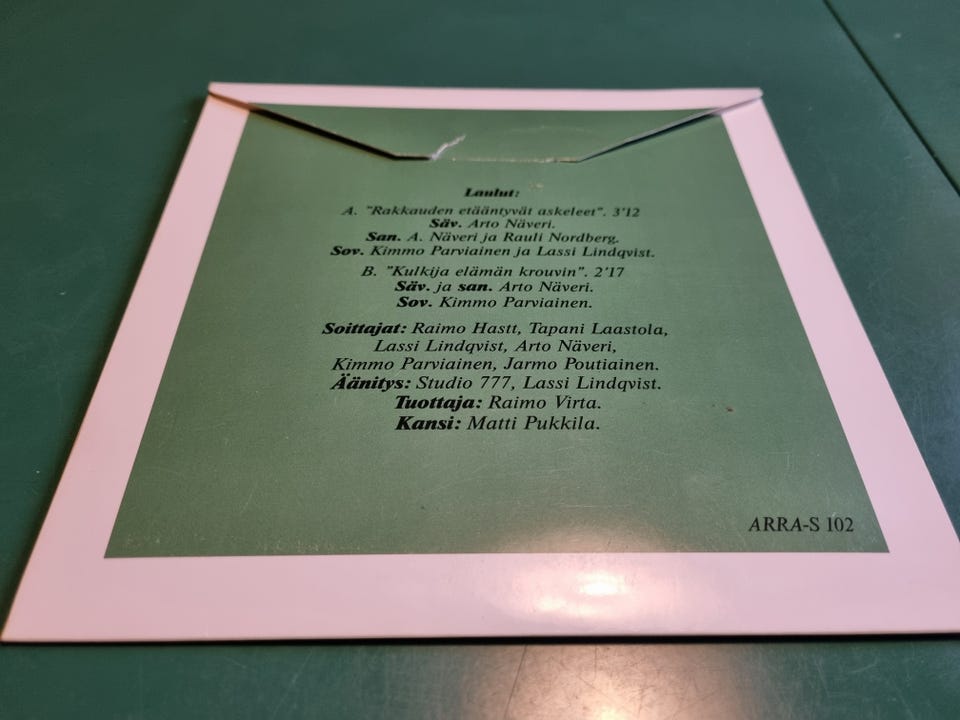 Laulut:
A. "Rakkauden etääntyvät askeleet". 3'12
Säv. Arto Näveri.
San. A. Näveri ja Rauli Nordberg.
Sov. Kimmo Parviainen ja Lassi Lindqvist.
B. "Kulkija elämän krouvin". 2'17
Säv. ja san. Arto Näveri.
Sov. Kimmo Parviainen.
Soittajat: Raimo Hastt, Tapani Laastola,
Lassi Lindqvist, Arto Näveri,
Kimmo Parviainen, Jarmo Poutiainen.
Äänitys: Studio 777, Lassi Lindqvist.
Tuottaja: Raimo Virta.
Kansi: Matti Pukkila.
ARRA-S 102